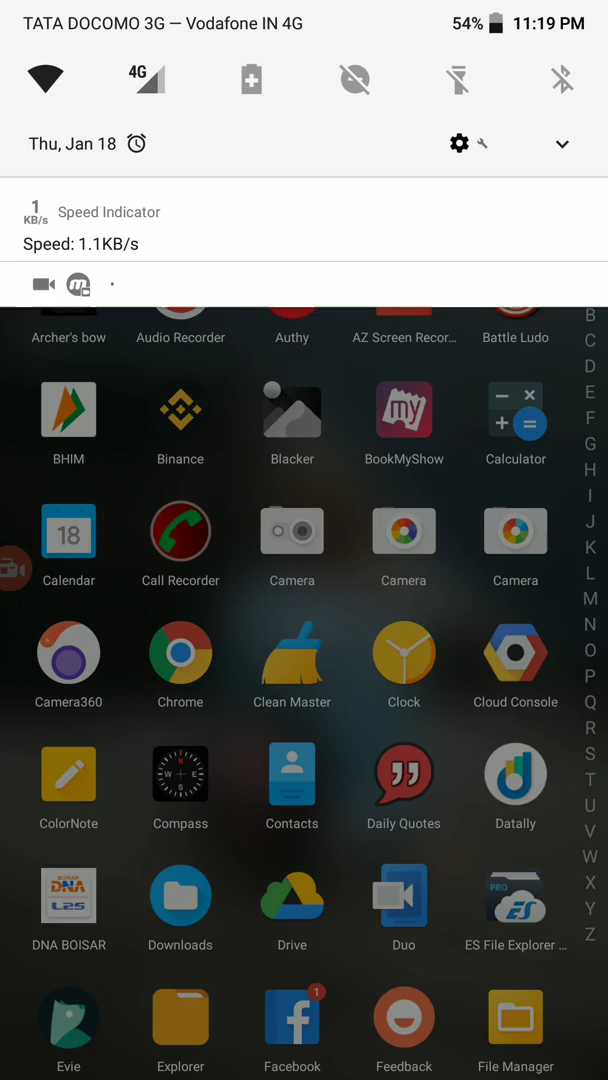 TATA DOCOMO 3G — Vodafone IN 4G 54% 11:19 PM
4G
Thu, Jan 18
1 KB/s Speed Indicator
Speed: 1.1KB/s
Archer's bow Audio Recorder Authy AZ Screen Recor... Battle Ludo
my
BHIM Binance Blacker BookMyShow Calculator
18
Calendar Call Recorder Camera Camera Camera
Camera360 Chrome Clean Master Clock Cloud Console
N W E S
ColorNote Compass Contacts Daily Quotes Datally
BOISAR DNA L2S PRO ES
DNA BOISAR Downloads Drive Duo ES File Explorer ...
1
Evie Explorer Facebook Feedback File Manager
B
C
D
E
F
G
H
I
J
K
L
M
N
O
P
Q
R
S
T
U
V
W
X
Y
Z